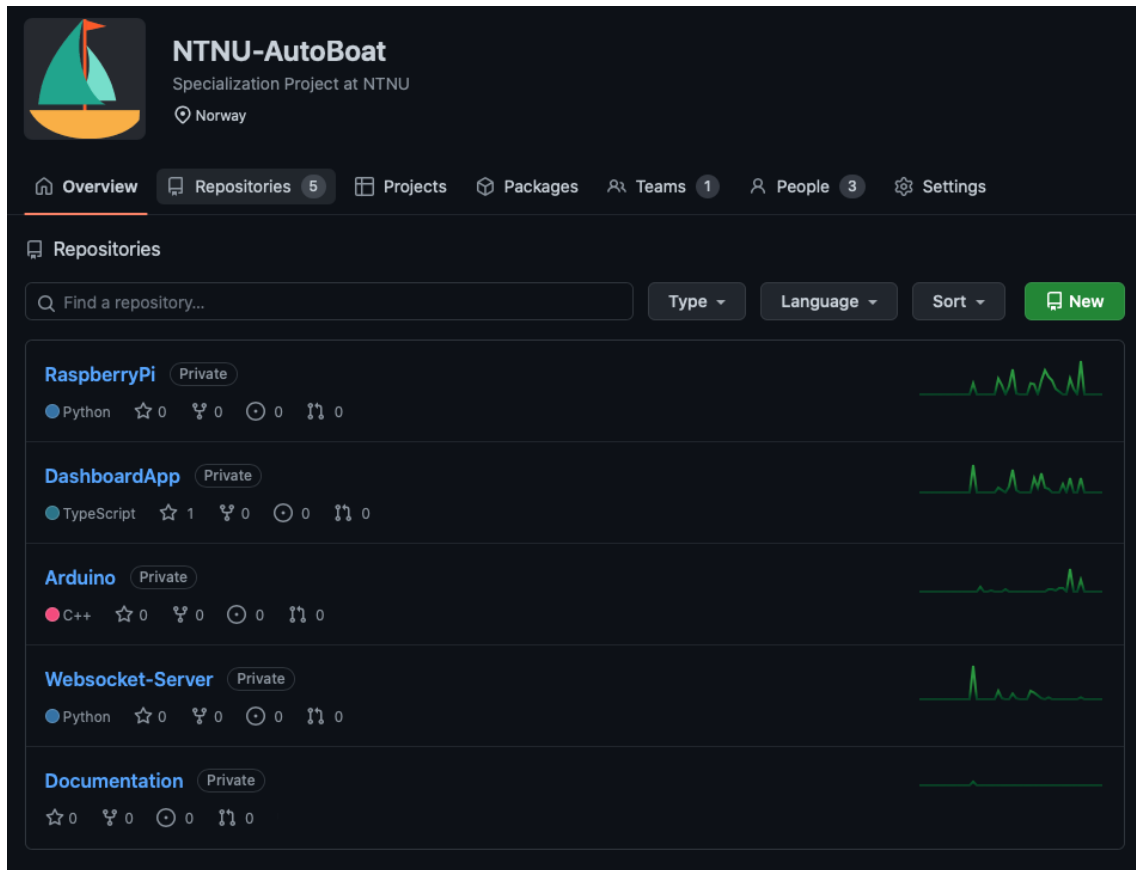 NTNU-AutoBoat
Specialization Project at NTNU
Norway
Overview Repositories 5 Projects Packages Teams 1 People 3 Settings
Repositories
Find a repository... Type Language Sort New
RaspberryPi Private
Python 0 0 0 0
DashboardApp Private
TypeScript 1 0 0 0
Arduino Private
C++ 0 0 0 0
Websocket-Server Private
Python 0 0 0 0
Documentation Private
0 0 0 0